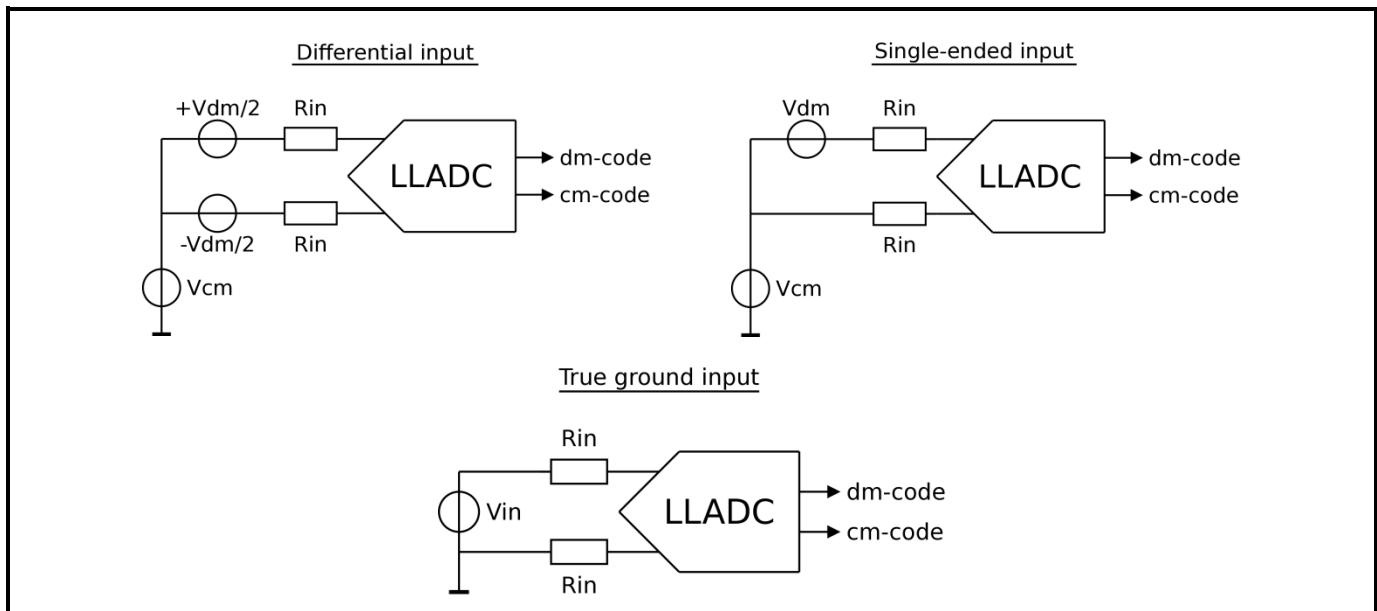 Differential input
+Vdm/2 Rin
LLADC
dm-code
cm-code
-Vdm/2 Rin
Vcm
Single-ended input
Vdm Rin
LLADC
dm-code
cm-code
Rin
Vcm
True ground input
Rin
Vin
LLADC
dm-code
cm-code
Rin